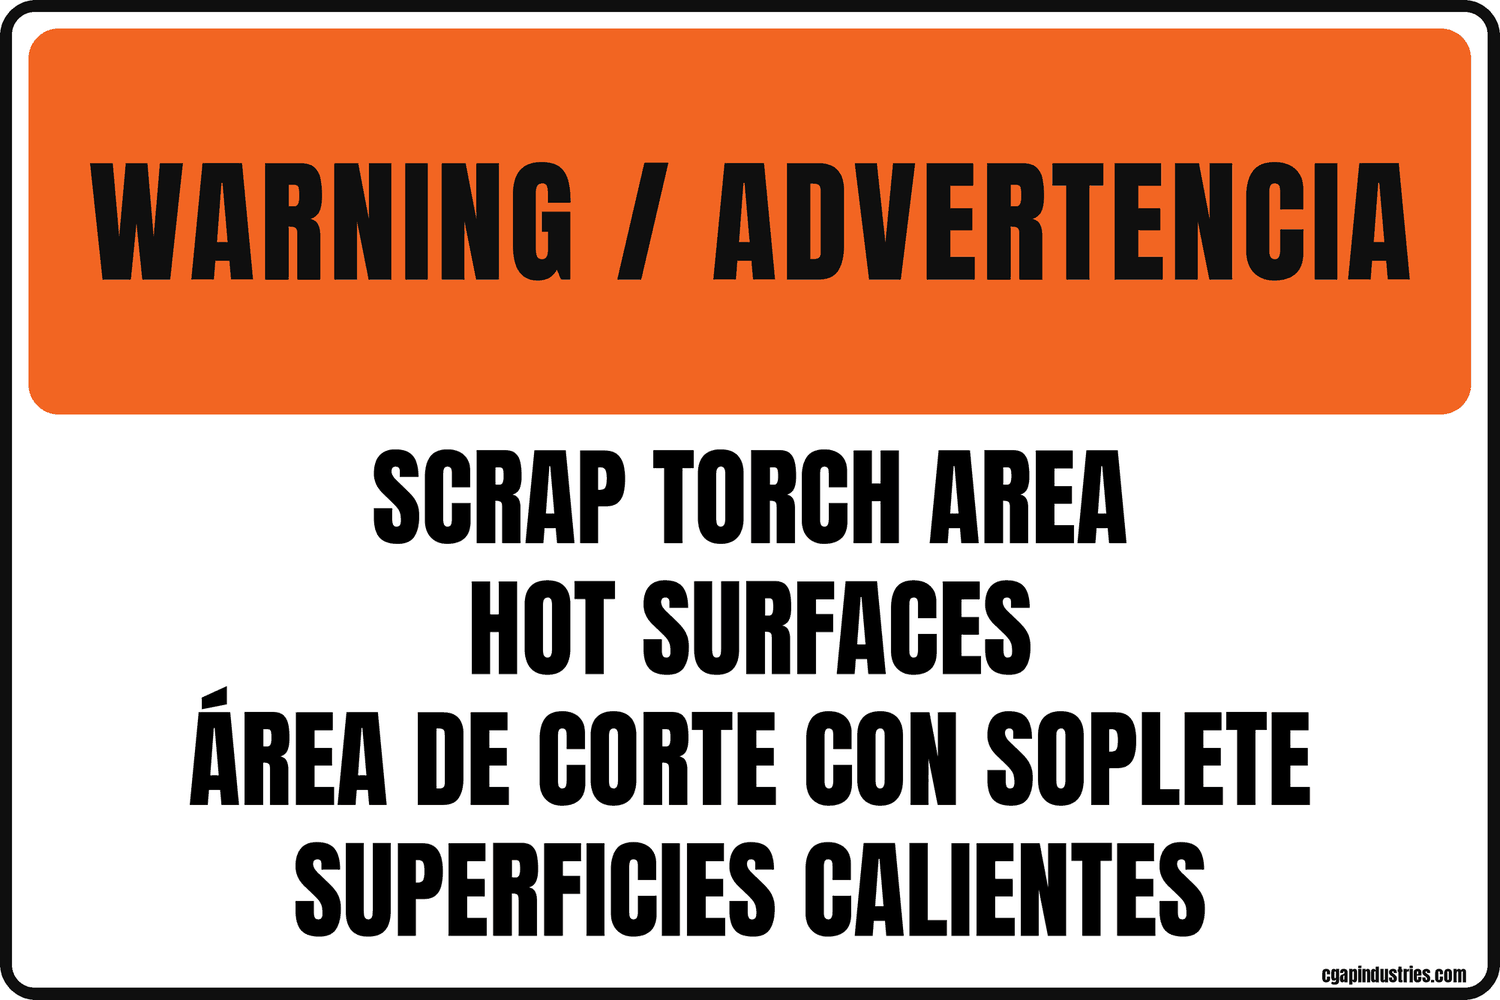 WARNING / ADVERTENCIA
SCRAP TORCH AREA
HOT SURFACES
ÁREA DE CORTE CON SOPLETE
SUPERFICIES CALIENTES
cgapindustries.com